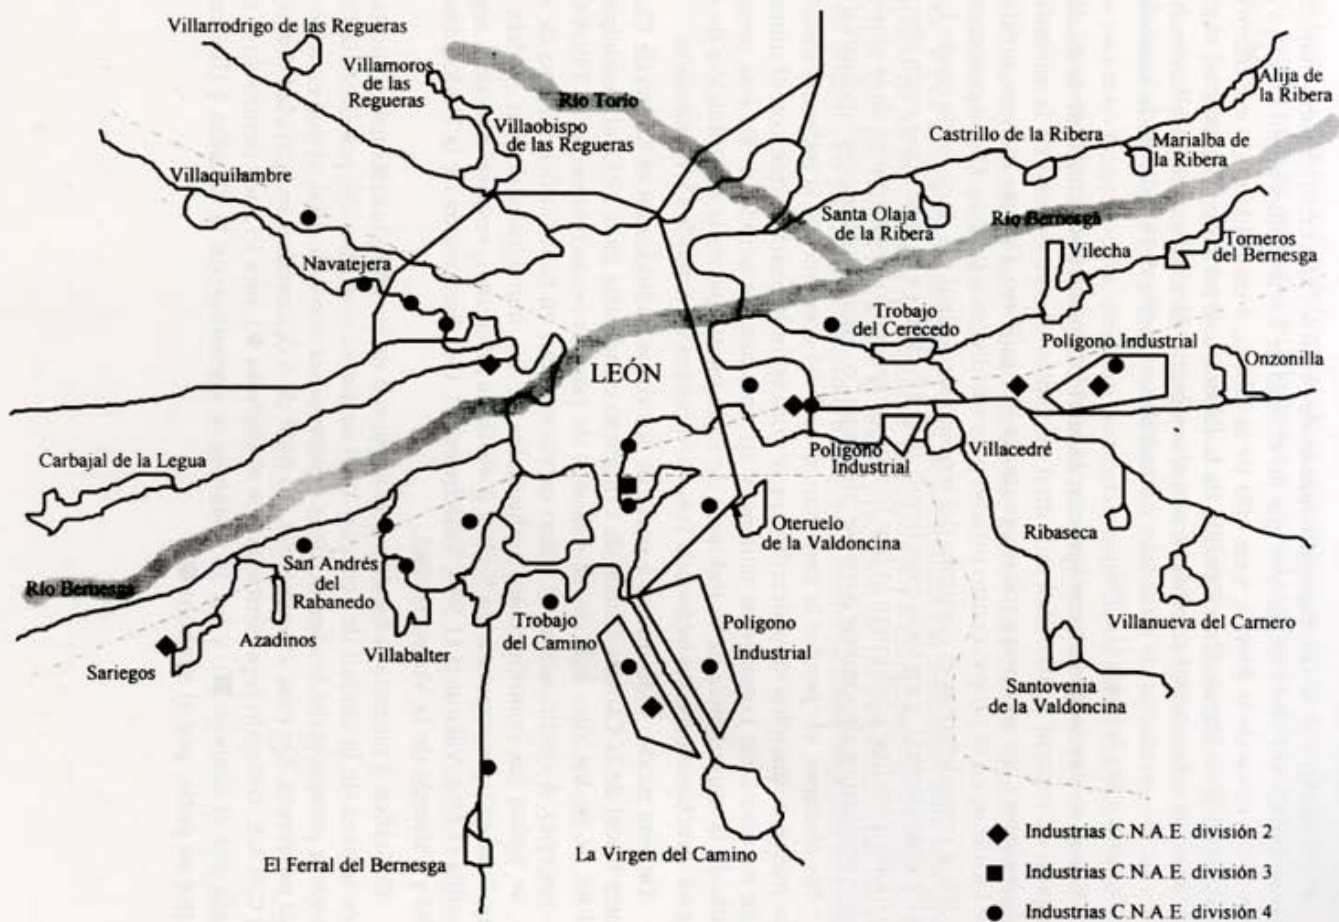 Villarrodrigo de las Regueras
Villamoros
de las
Regueras
Río Torío
Alija de
la Ribera
Villaobispo
de las Regueras
Castrillo de la Ribera
Marialba de
la Ribera
Villaquilambre
Santa Olaja
de la Ribera
Río Bernesga
Torneros
del Bernesga
Vilecha
Navatejera
Trobajo
del Cerecedo
Polígono Industrial
Onzonilla
LEÓN
Carbajal de la Legua
Polígono
Industrial
Villacedré
Oteruelo
de la Valdoncina
Ribaseca
San Andrés
del
Rabanedo
Río Bernesga
Azadinos
Villabalter
Trobajo
del Camino
Polígono
Industrial
Villanueva del Carnero
Sariegos
Santovenia
de la Valdoncina
El Ferral del Bernesga
La Virgen del Camino
Industrias C.N.A.E. división 2
Industrias C.N.A.E. división 3
Industrias C.N.A.E. división 4